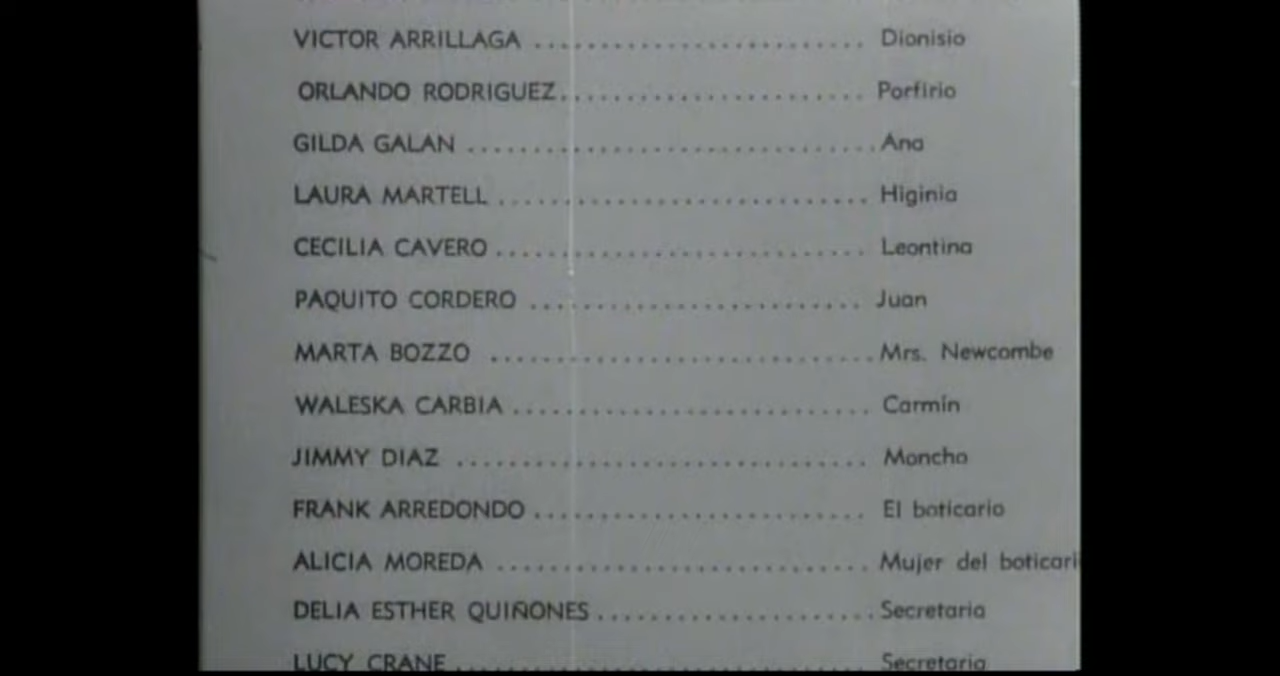 VICTOR ARRILLAGA ........................ Dionisio
ORLANDO RODRIGUEZ....................... Porfirio
GILDA GALAN ...............................Ana
LAURA MARTELL ............................ Higinia
CECILIA CAVERO ............................ Leontina
PAQUITO CORDERO ......................... Juan
MARTA BOZZO .............................Mrs. Newcombe
WALESKA CARBIA ........................... Carmín
JIMMY DIAZ ............................... Moncho
FRANK ARREDONDO ......................... El boticario
ALICIA MOREDA ............................ Mujer del boticari
DELIA ESTHER QUIÑONES.....................Secretaria
LUCY CRANE ............................... Secretaria